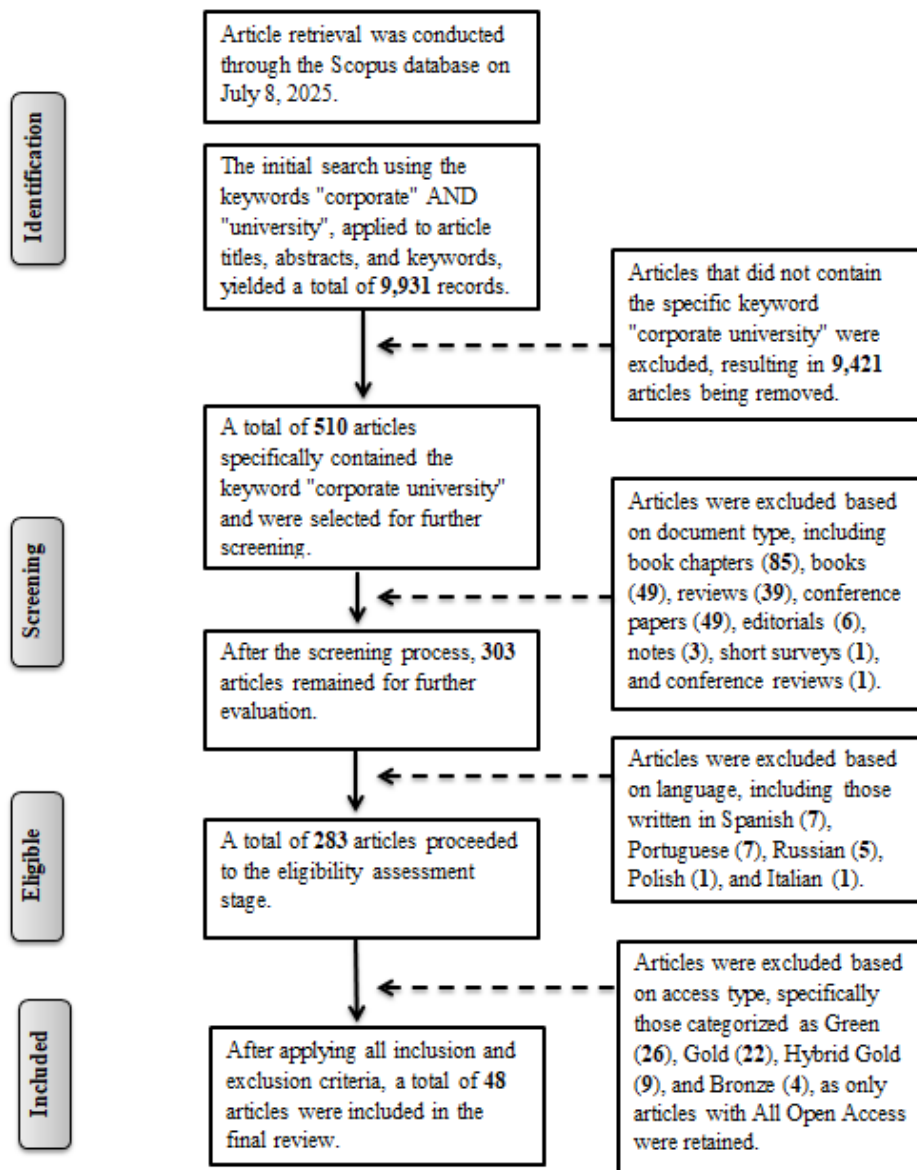 Identification
Article retrieval was conducted
through the Scopus database on
July 8, 2025.
The initial search using the
keywords "corporate" AND
"university", applied to article
titles, abstracts, and keywords,
yielded a total of 9,931 records.
Articles that did not contain
the specific keyword
"corporate university" were
excluded, resulting in 9,421
articles being removed.
Screening
A total of 510 articles
specifically contained the
keyword "corporate university"
and were selected for further
screening.
Articles were excluded based
on document type, including
book chapters (85), books
(49), reviews (39), conference
papers (49), editorials (6),
notes (3), short surveys (1),
and conference reviews (1).
After the screening process, 303
articles remained for further
evaluation.
Articles were excluded based
on language, including those
written in Spanish (7),
Portuguese (7), Russian (5),
Polish (1), and Italian (1).
Eligible
A total of 283 articles proceeded
to the eligibility assessment
stage.
Articles were excluded based
on access type, specifically
those categorized as Green
(26), Gold (22), Hybrid Gold
(9), and Bronze (4), as only
articles with All Open Access
were retained.
Included
After applying all inclusion and
exclusion criteria, a total of 48
articles were included in the
final review.